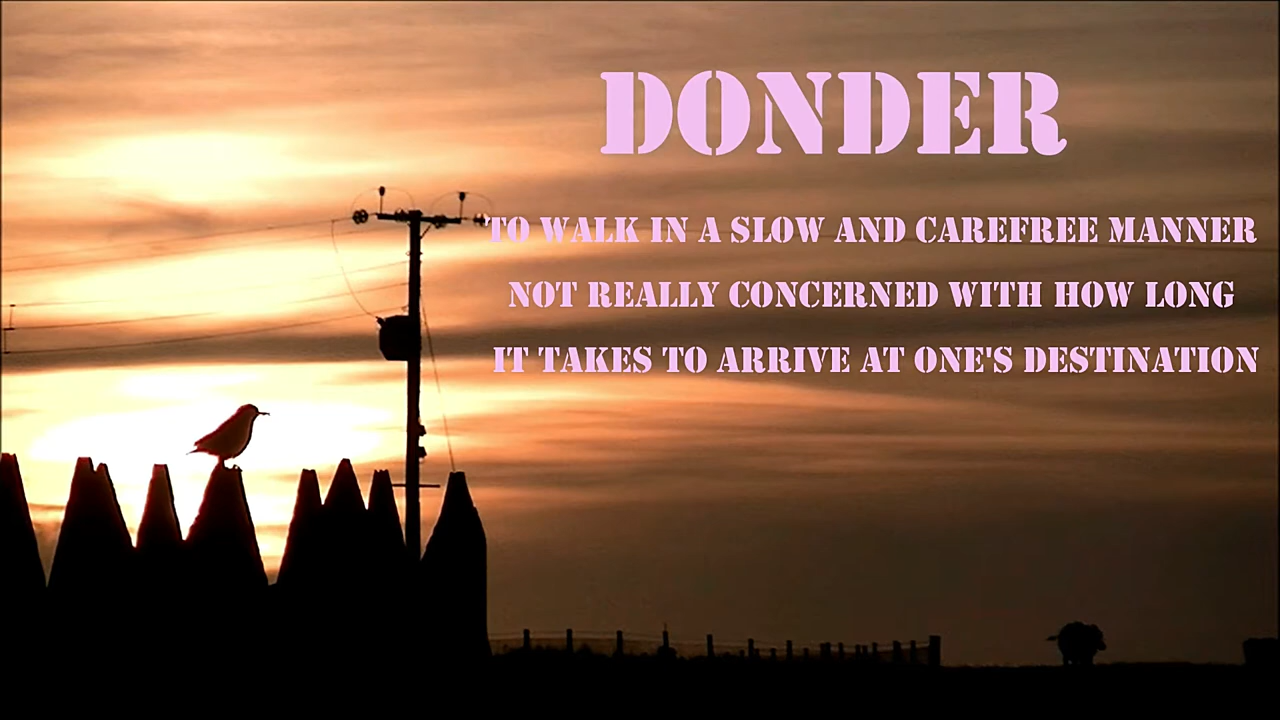 DONDER
TO WALK IN A SLOW AND CAREFREE MANNER
NOT REALLY CONCERNED WITH HOW LONG
IT TAKES TO ARRIVE AT ONE'S DESTINATION